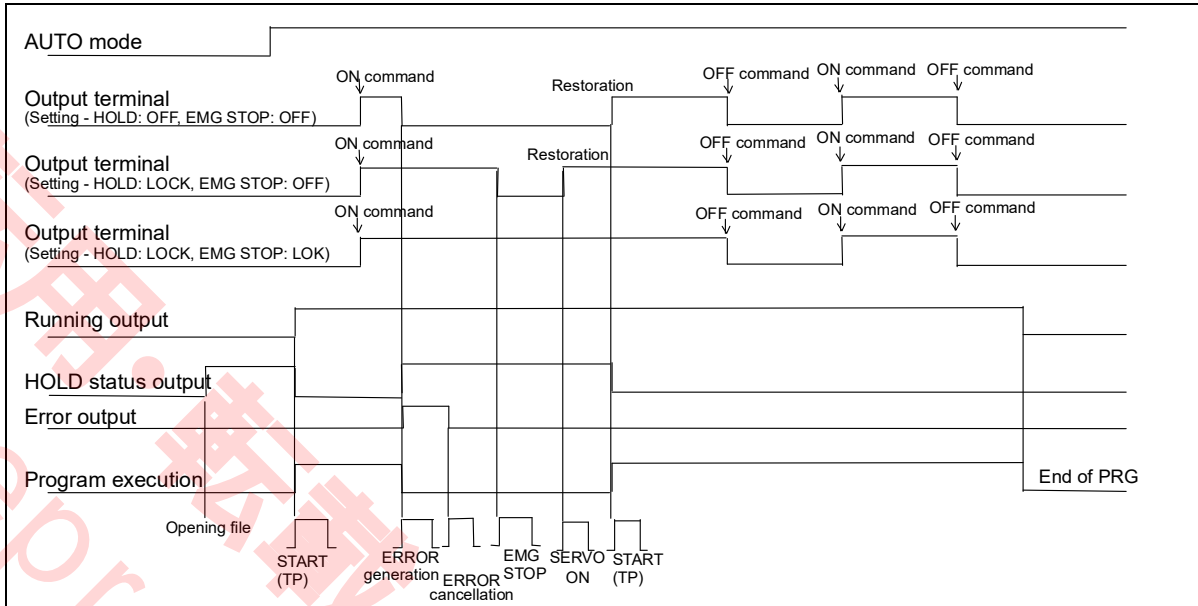 AUTO mode
ON command
OFF command
ON command
OFF command
Restoration
Output terminal
(Setting - HOLD: OFF, EMG STOP: OFF)
ON command
OFF command
ON command
OFF command
Restoration
Output terminal
(Setting - HOLD: LOCK, EMG STOP: OFF)
ON command
OFF command
ON command
OFF command
Output terminal
(Setting - HOLD: LOCK, EMG STOP: LOK)
Running output
HOLD status output
Error output
Program execution
End of PRG
Opening file
START
(TP)
ERROR
generation
ERROR
cancellation
EMG
STOP
SERVO
ON
START
(TP)
用・転載
epr